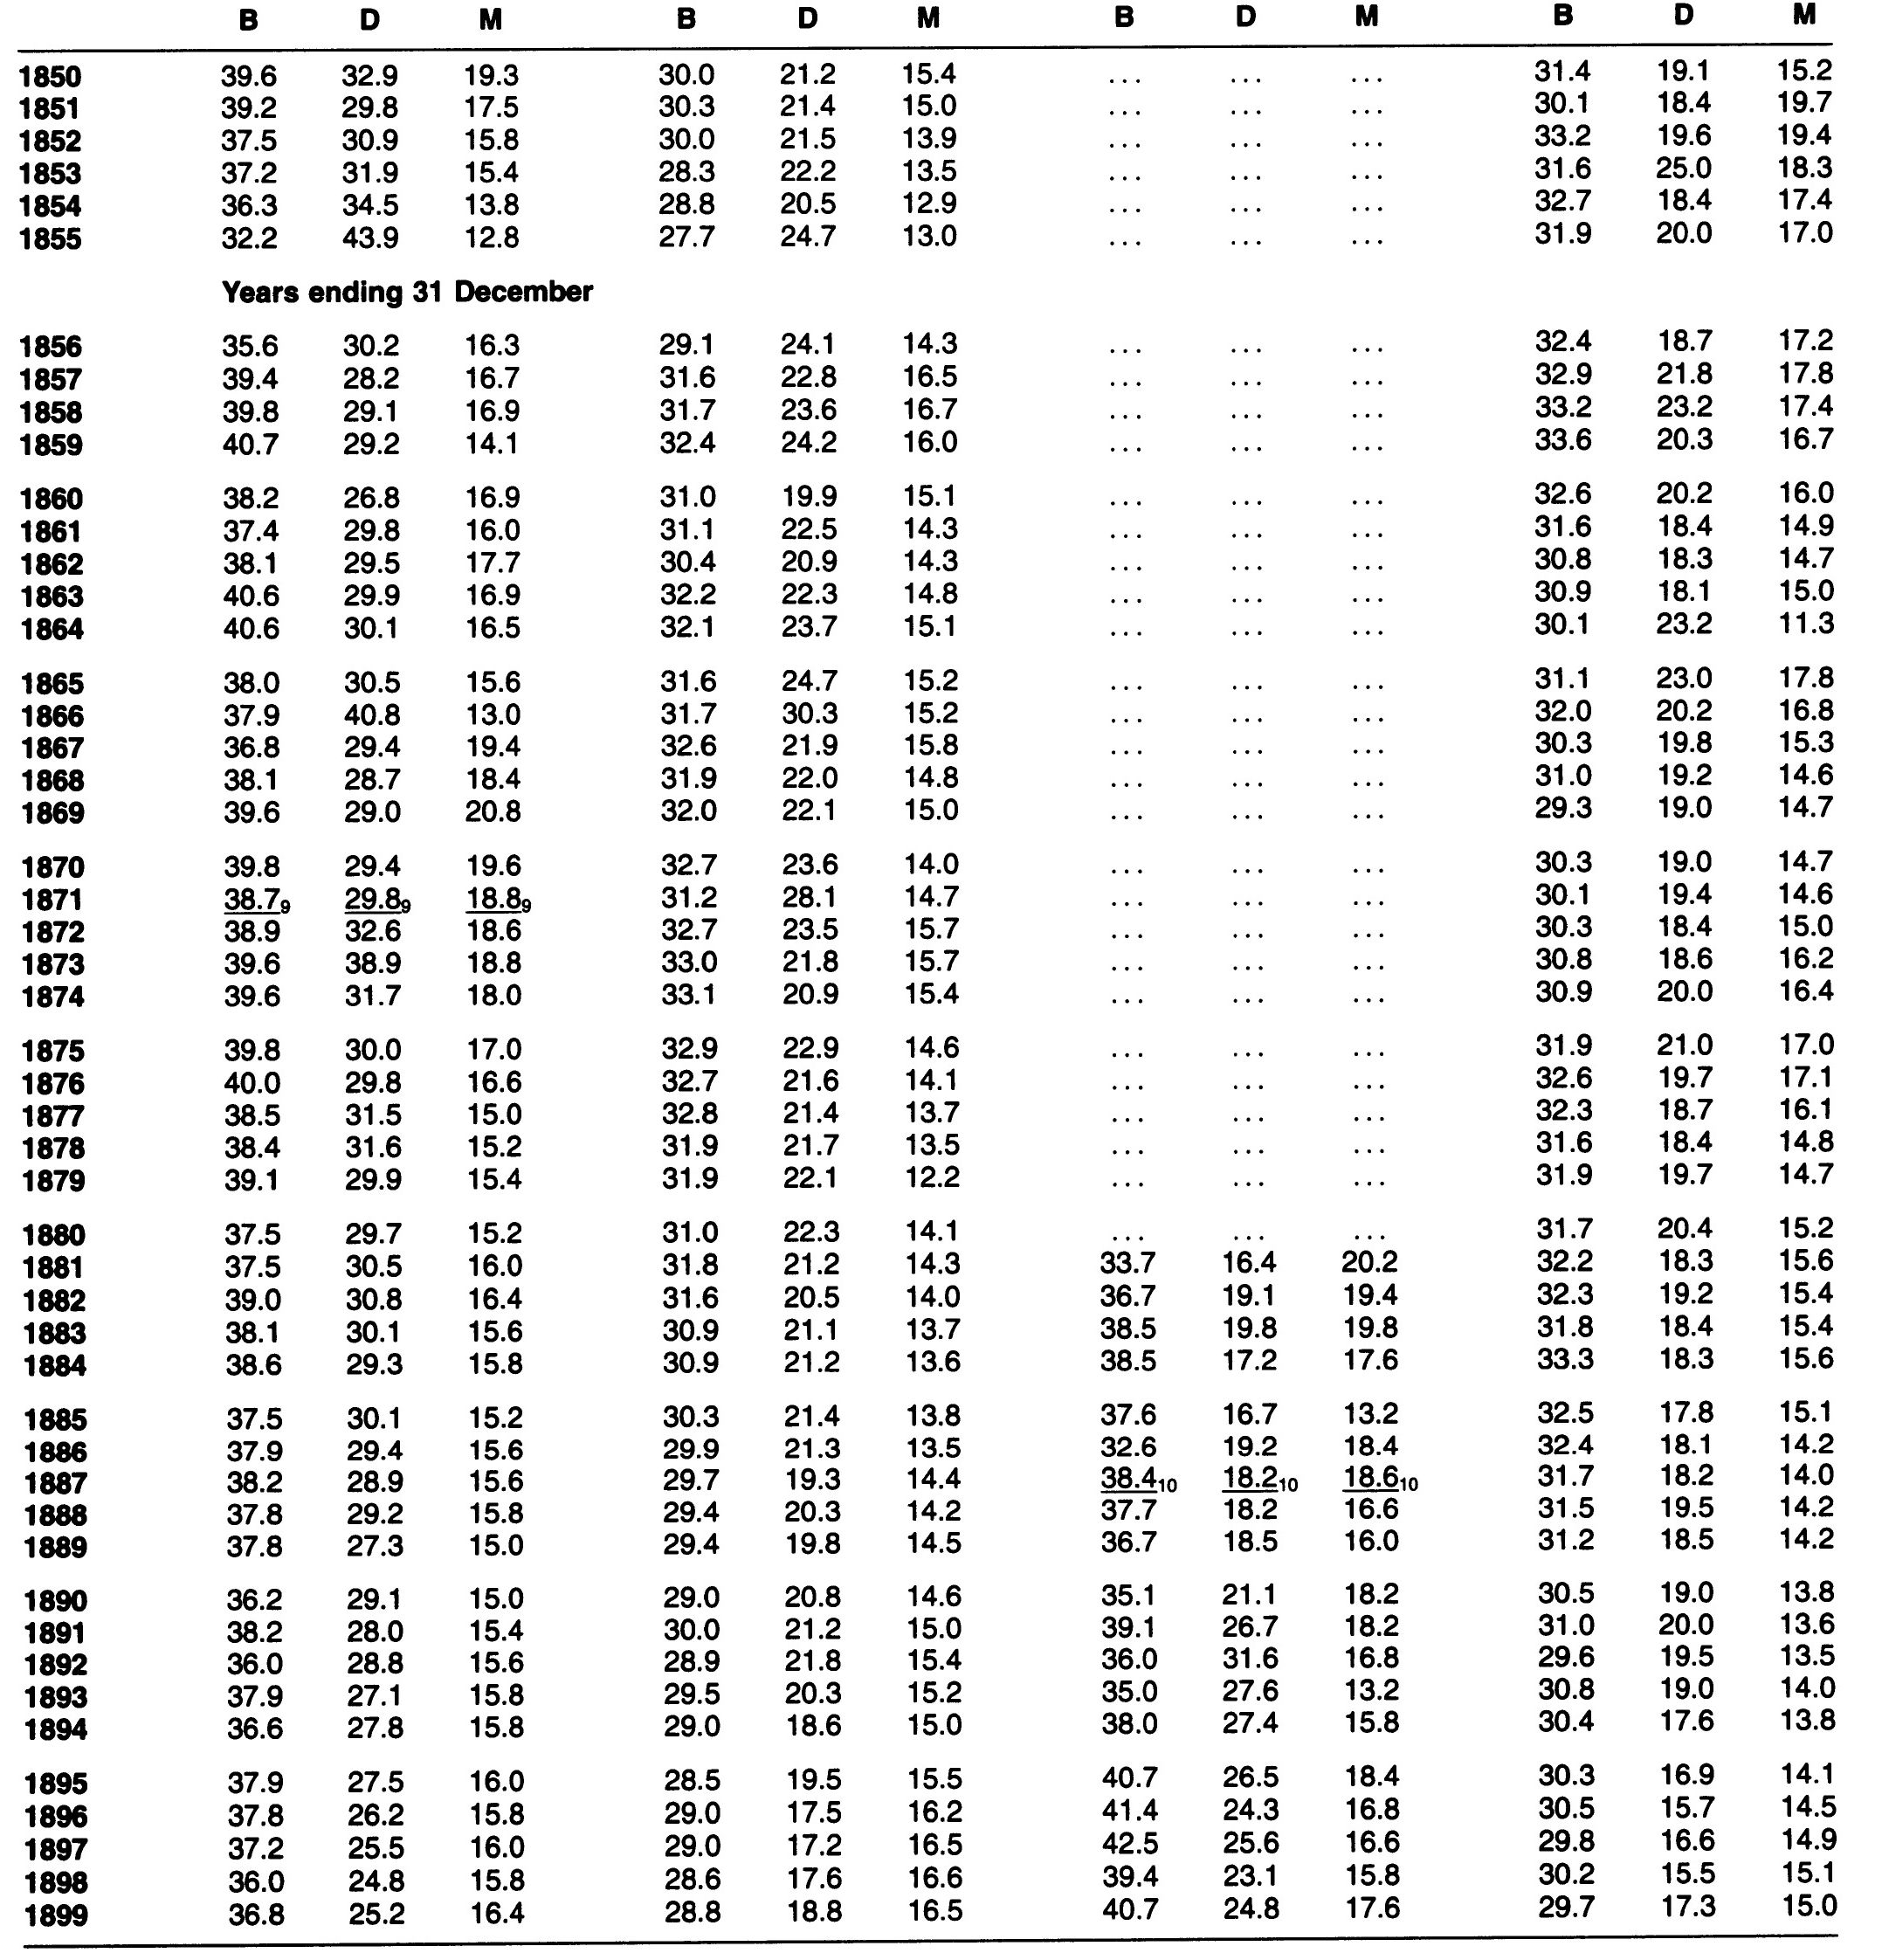 B D M B D M B D M B D M
1850 39.6 32.9 19.3 30.0 21.2 15.4 ... ... ... 31.4 19.1 15.2
1851 39.2 29.8 17.5 30.3 21.4 15.0 ... ... ... 30.1 18.4 19.7
1852 37.5 30.9 15.8 30.0 21.5 13.9 ... ... ... 33.2 19.6 19.4
1853 37.2 31.9 15.4 28.3 22.2 13.5 ... ... ... 31.6 25.0 18.3
1854 36.3 34.5 13.8 28.8 20.5 12.9 ... ... ... 32.7 18.4 17.4
1855 32.2 43.9 12.8 27.7 24.7 13.0 ... ... ... 31.9 20.0 17.0
Years ending 31 December
1856 35.6 30.2 16.3 29.1 24.1 14.3 ... ... ... 32.4 18.7 17.2
1857 39.4 28.2 16.7 31.6 22.8 16.5 ... ... ... 32.9 21.8 17.8
1858 39.8 29.1 16.9 31.7 23.6 16.7 ... ... ... 33.2 23.2 17.4
1859 40.7 29.2 14.1 32.4 24.2 16.0 ... ... ... 33.6 20.3 16.7
1860 38.2 26.8 16.9 31.0 19.9 15.1 ... ... ... 32.6 20.2 16.0
1861 37.4 29.8 16.0 31.1 22.5 14.3 ... ... ... 31.6 18.4 14.9
1862 38.1 29.5 17.7 30.4 20.9 14.3 ... ... ... 30.8 18.3 14.7
1863 40.6 29.9 16.9 32.2 22.3 14.8 ... ... ... 30.9 18.1 15.0
1864 40.6 30.1 16.5 32.1 23.7 15.1 ... ... ... 30.1 23.2 11.3
1865 38.0 30.5 15.6 31.6 24.7 15.2 ... ... ... 31.1 23.0 17.8
1866 37.9 40.8 13.0 31.7 30.3 15.2 ... ... ... 32.0 20.2 16.8
1867 36.8 29.4 19.4 32.6 21.9 15.8 ... ... ... 30.3 19.8 15.3
1868 38.1 28.7 18.4 31.9 22.0 14.8 ... ... ... 31.0 19.2 14.6
1869 39.6 29.0 20.8 32.0 22.1 15.0 ... ... ... 29.3 19.0 14.7
1870 39.8 29.4 19.6 32.7 23.6 14.0 ... ... ... 30.3 19.0 14.7
1871 38.7₉ 29.8₉ 18.8₉ 31.2 28.1 14.7 ... ... ... 30.1 19.4 14.6
1872 38.9 32.6 18.6 32.7 23.5 15.7 ... ... ... 30.3 18.4 15.0
1873 39.6 38.9 18.8 33.0 21.8 15.7 ... ... ... 30.8 18.6 16.2
1874 39.6 31.7 18.0 33.1 20.9 15.4 ... ... ... 30.9 20.0 16.4
1875 39.8 30.0 17.0 32.9 22.9 14.6 ... ... ... 31.9 21.0 17.0
1876 40.0 29.8 16.6 32.7 21.6 14.1 ... ... ... 32.6 19.7 17.1
1877 38.5 31.5 15.0 32.8 21.4 13.7 ... ... ... 32.3 18.7 16.1
1878 38.4 31.6 15.2 31.9 21.7 13.5 ... ... ... 31.6 18.4 14.8
1879 39.1 29.9 15.4 31.9 22.1 12.2 ... ... ... 31.9 19.7 14.7
1880 37.5 29.7 15.2 31.0 22.3 14.1 ... ... ... 31.7 20.4 15.2
1881 37.5 30.5 16.0 31.8 21.2 14.3 33.7 16.4 20.2 32.2 18.3 15.6
1882 39.0 30.8 16.4 31.6 20.5 14.0 36.7 19.1 19.4 32.3 19.2 15.4
1883 38.1 30.1 15.6 30.9 21.1 13.7 38.5 19.8 19.8 31.8 18.4 15.4
1884 38.6 29.3 15.8 30.9 21.2 13.6 38.5 17.2 17.6 33.3 18.3 15.6
1885 37.5 30.1 15.2 30.3 21.4 13.8 37.6 16.7 13.2 32.5 17.8 15.1
1886 37.9 29.4 15.6 29.9 21.3 13.5 32.6 19.2 18.4 32.4 18.1 14.2
1887 38.2 28.9 15.6 29.7 19.3 14.4 38.4₁₀ 18.2₁₀ 18.6₁₀ 31.7 18.2 14.0
1888 37.8 29.2 15.8 29.4 20.3 14.2 37.7 18.2 16.6 31.5 19.5 14.2
1889 37.8 27.3 15.0 29.4 19.8 14.5 36.7 18.5 16.0 31.2 18.5 14.2
1890 36.2 29.1 15.0 29.0 20.8 14.6 35.1 21.1 18.2 30.5 19.0 13.8
1891 38.2 28.0 15.4 30.0 21.2 15.0 39.1 26.7 18.2 31.0 20.0 13.6
1892 36.0 28.8 15.6 28.9 21.8 15.4 36.0 31.6 16.8 29.6 19.5 13.5
1893 37.9 27.1 15.8 29.5 20.3 15.2 35.0 27.6 13.2 30.8 19.0 14.0
1894 36.6 27.8 15.8 29.0 18.6 15.0 38.0 27.4 15.8 30.4 17.6 13.8
1895 37.9 27.5 16.0 28.5 19.5 15.5 40.7 26.5 18.4 30.3 16.9 14.1
1896 37.8 26.2 15.8 29.0 17.5 16.2 41.4 24.3 16.8 30.5 15.7 14.5
1897 37.2 25.5 16.0 29.0 17.2 16.5 42.5 25.6 16.6 29.8 16.6 14.9
1898 36.0 24.8 15.8 28.6 17.6 16.6 39.4 23.1 15.8 30.2 15.5 15.1
1899 36.8 25.2 16.4 28.8 18.8 16.5 40.7 24.8 17.6 29.7 17.3 15.0